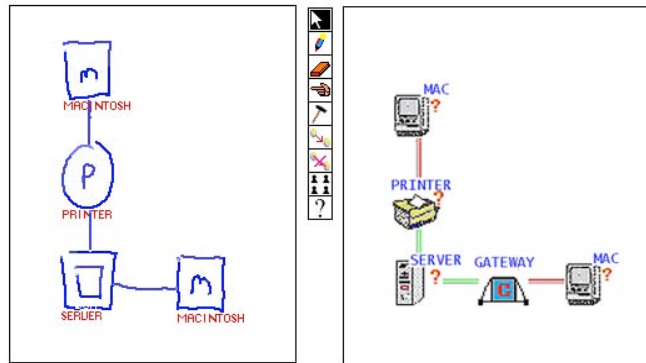 m
MACINTOSH
P
PRINTER
SERVER
m
MACINTOSH
?
MAC
?
PRINTER
?
SERVER
?
GATEWAY
G
MAC
?